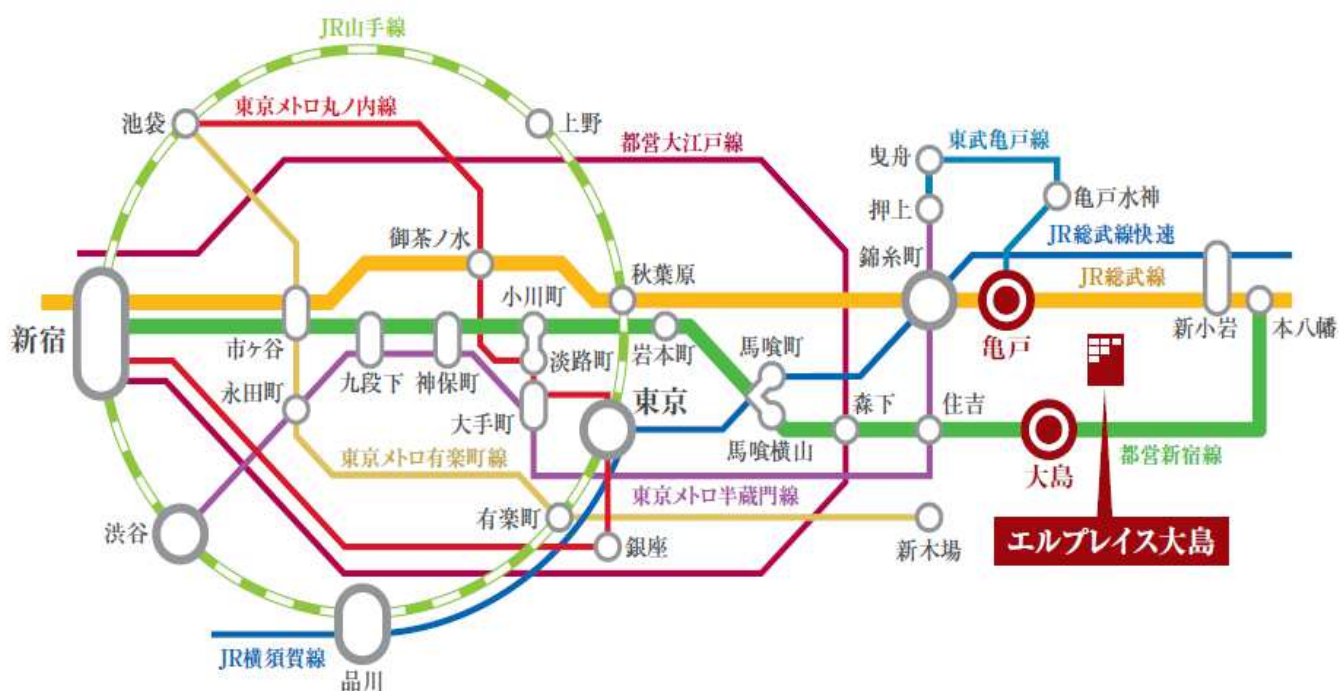 JR山手線
池袋
東京メトロ丸ノ内線
上野
都営大江戸線
曳舟
東武亀戸線
押上
亀戸水神
御茶ノ水
錦糸町
JR総武線快速
小川町
秋葉原
JR総武線
新宿
市ヶ谷
九段下
神保町
淡路町
岩本町
馬喰町
亀戸
新小岩
本八幡
永田町
大手町
東京
馬喰横山
森下
住吉
大島
都営新宿線
東京メトロ有楽町線
東京メトロ半蔵門線
渋谷
有楽町
銀座
新木場
エルプレイス大島
JR横須賀線
品川